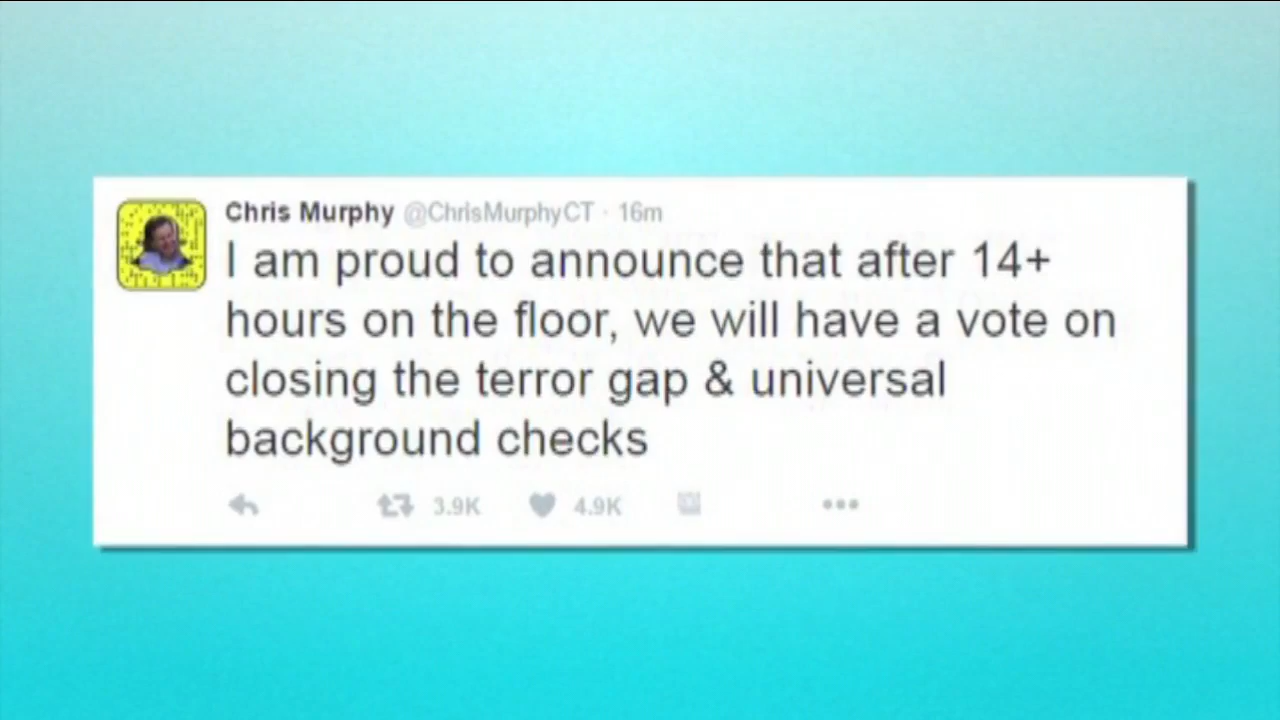 Chris Murphy @ChrisMurphyCT · 16m
I am proud to announce that after 14+
hours on the floor, we will have a vote on
closing the terror gap & universal
background checks
3.9K 4.9K